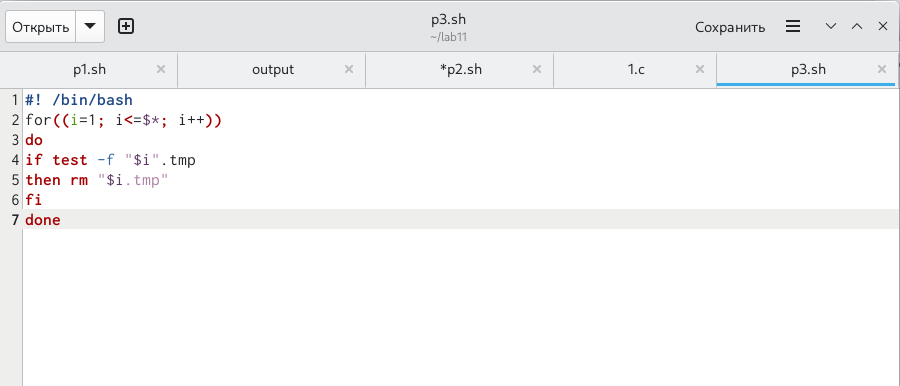 Открыть
p3.sh
~/lab11
Сохранить
p1.sh
output
*p2.sh
1.c
p3.sh
1 #! /bin/bash
2 for((i=1; i<=$*; i++))
3 do
4 if test -f "$i".tmp
5 then rm "$i.tmp"
6 fi
7 done